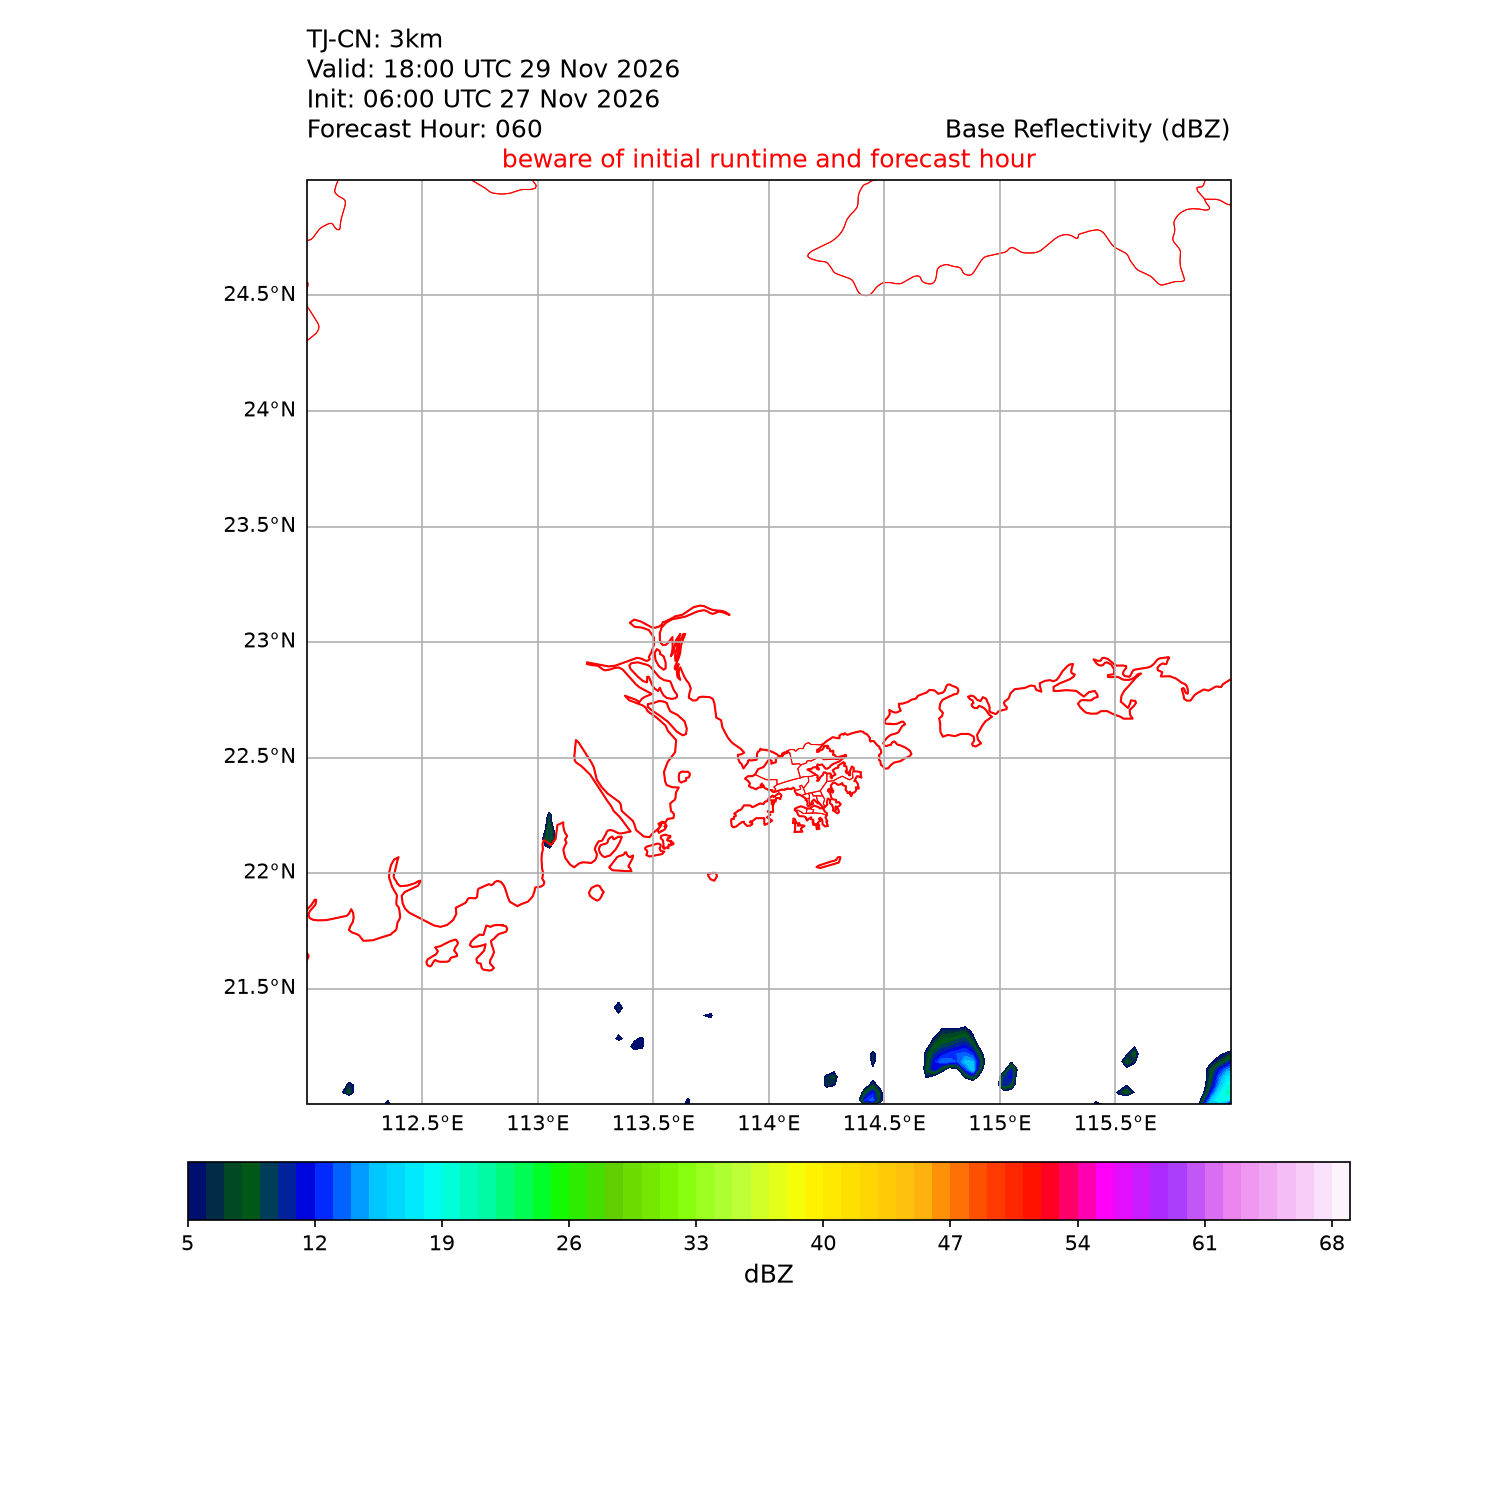 TJ-CN: 3km
Valid: 18:00 UTC 29 Nov 2026
Init: 06:00 UTC 27 Nov 2026
Forecast Hour: 060
Base Reflectivity (dBZ)
beware of initial runtime and forecast hour
24.5°N
24°N
23.5°N
23°N
22.5°N
22°N
21.5°N
112.5°E 113°E 113.5°E 114°E 114.5°E 115°E 115.5°E
5 12 19 26 33 40 47 54 61 68
dBZ